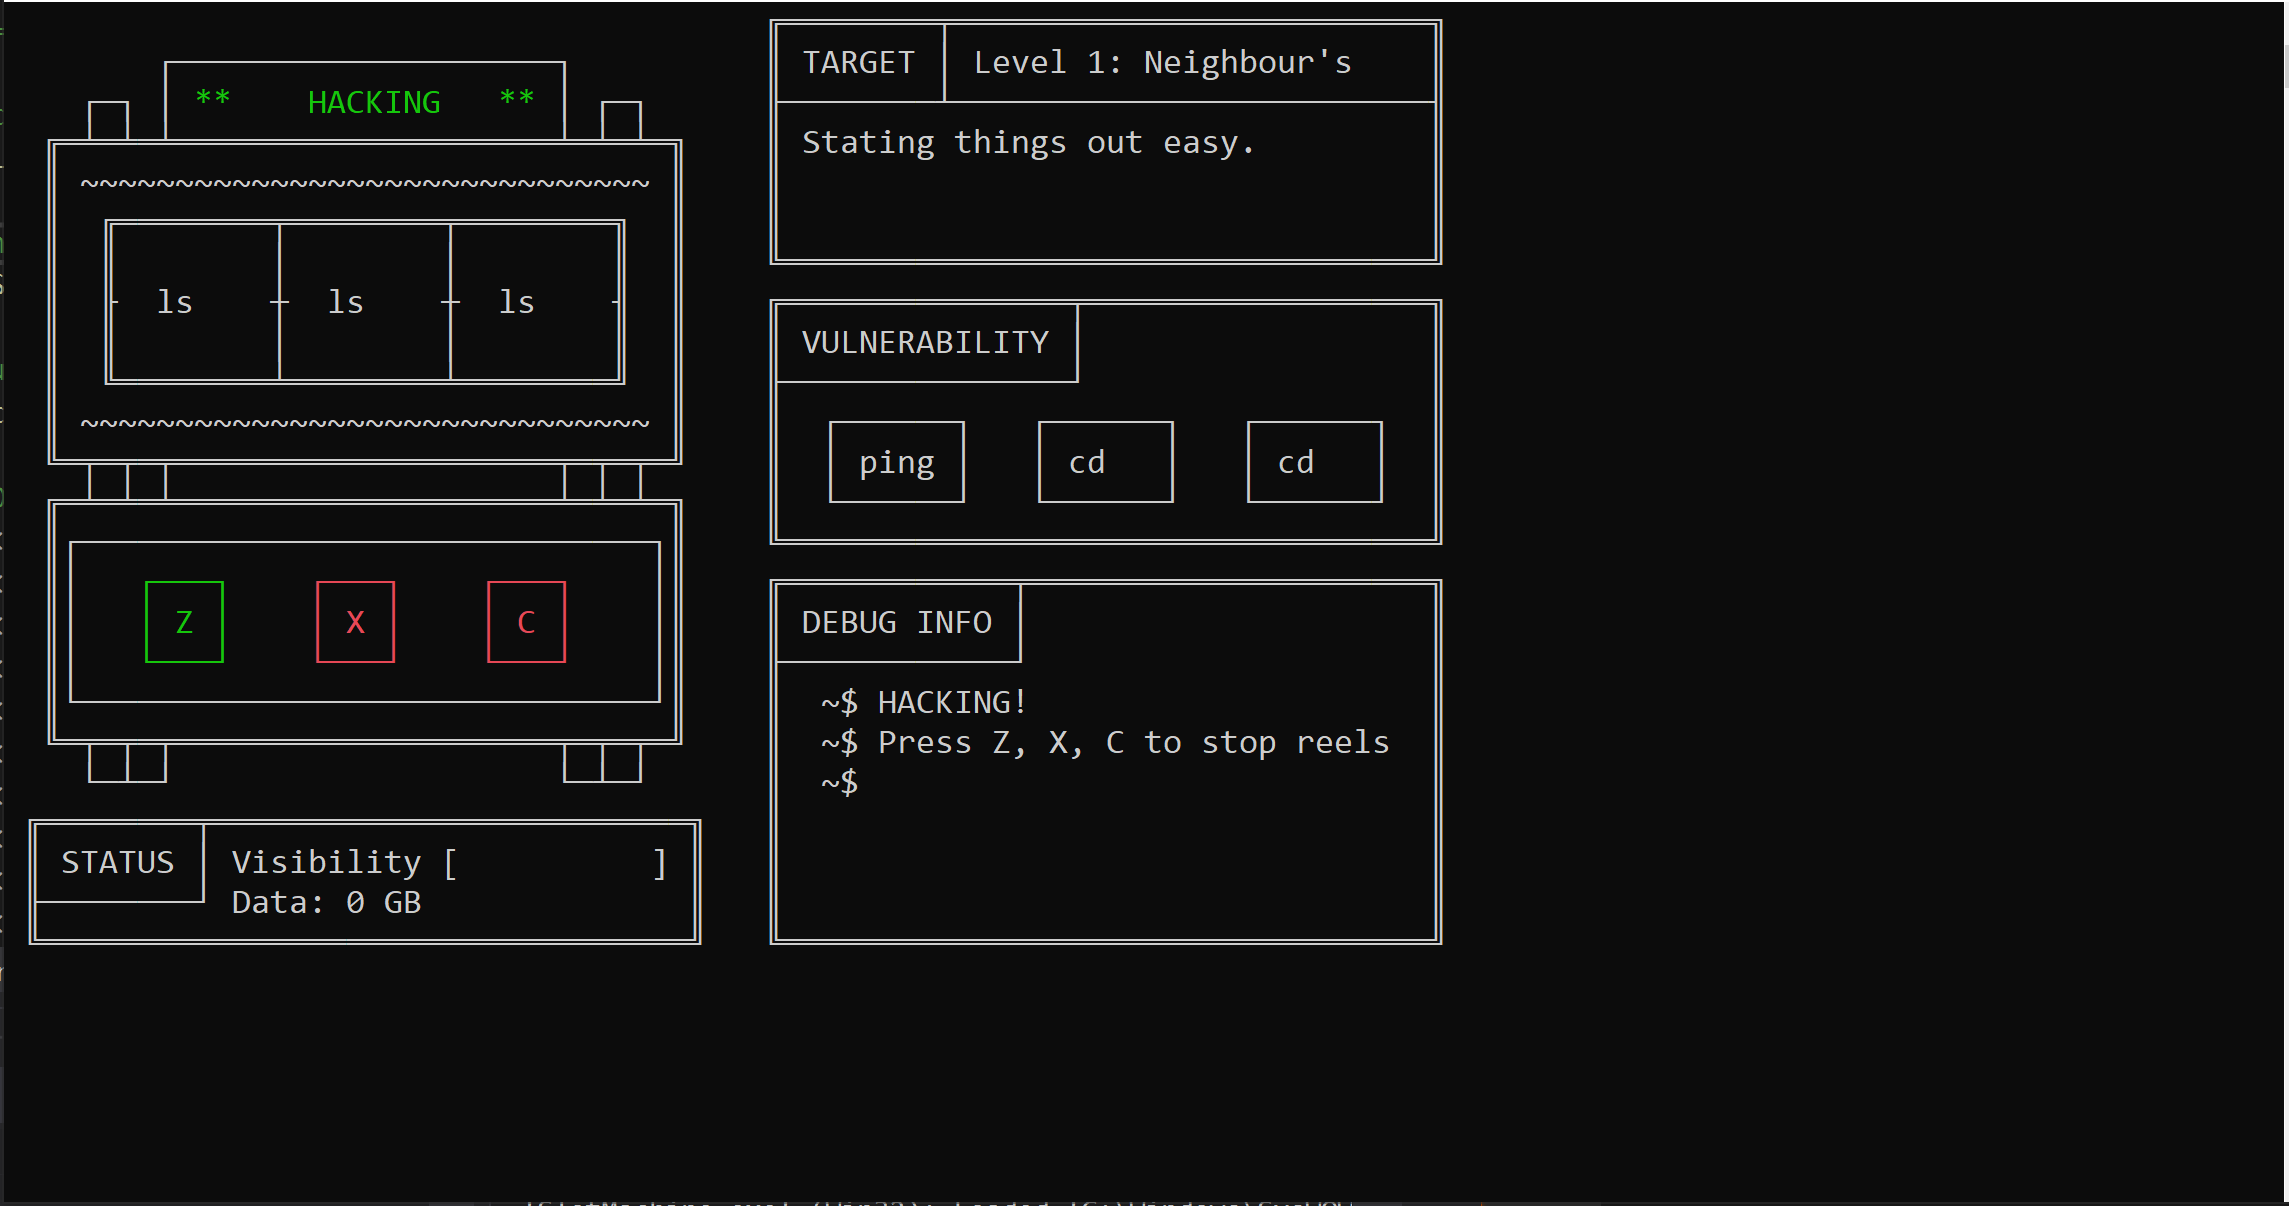 ** HACKING **
~~~~~~~~~~~~~~~~~~~~~~~~~~~~~~
ls ls ls
~~~~~~~~~~~~~~~~~~~~~~~~~~~~~~
Z X C
STATUS Visibility [ ]
Data: 0 GB
TARGET Level 1: Neighbour's
Stating things out easy.
VULNERABILITY
ping cd cd
DEBUG INFO
~$ HACKING!
~$ Press Z, X, C to stop reels
~$